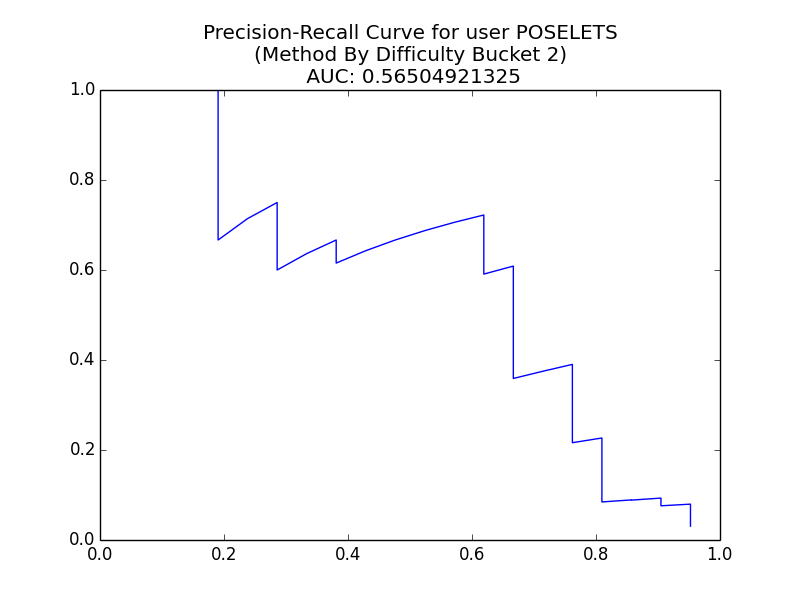 Precision-Recall Curve for user POSELETS
(Method By Difficulty Bucket 2)
AUC: 0.56504921325
1.0
0.8
0.6
0.4
0.2
0.0
0.0 0.2 0.4 0.6 0.8 1.0